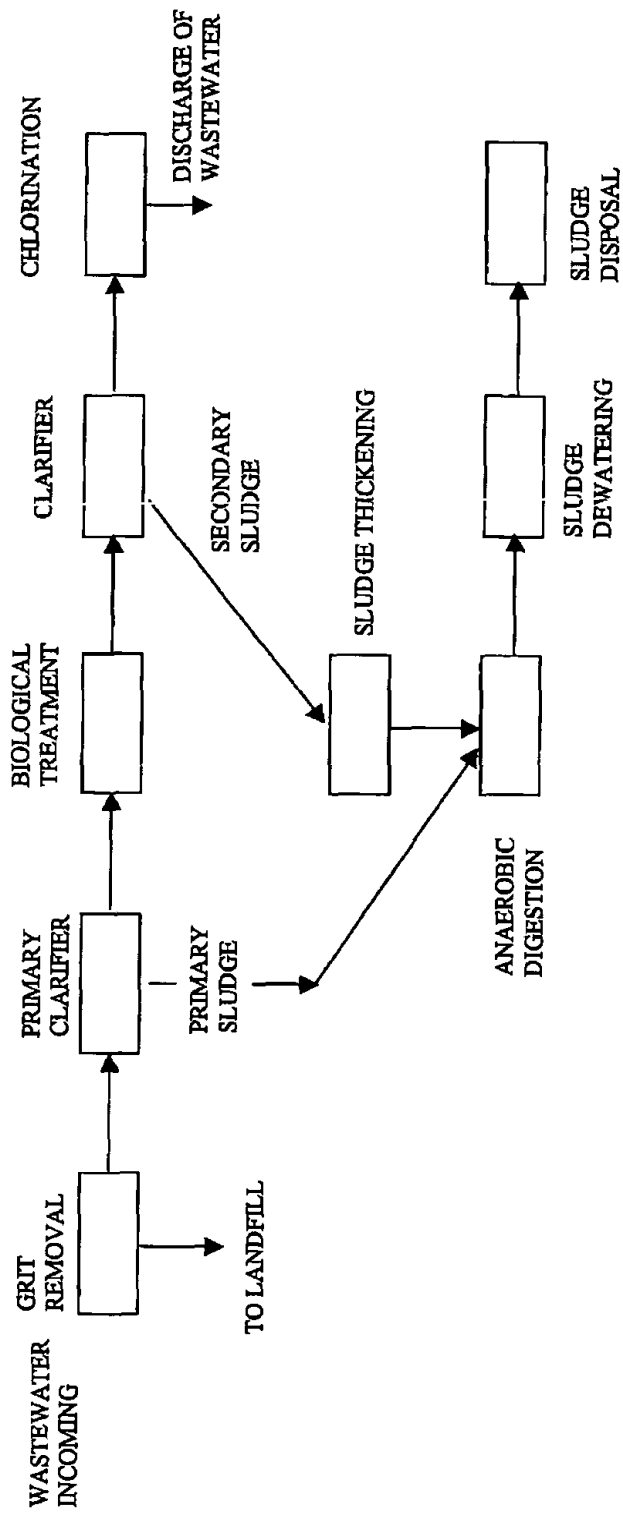 WASTEWATER
INCOMING
GRIT
REMOVAL
TO LANDFILL
PRIMARY
CLARIFIER
PRIMARY
SLUDGE
BIOLOGICAL
TREATMENT
CLARIFIER
SECONDARY
SLUDGE
CHLORINATION
DISCHARGE OF
WASTEWATER
SLUDGE THICKENING
ANAEROBIC
DIGESTION
SLUDGE
DEWATERING
SLUDGE
DISPOSAL